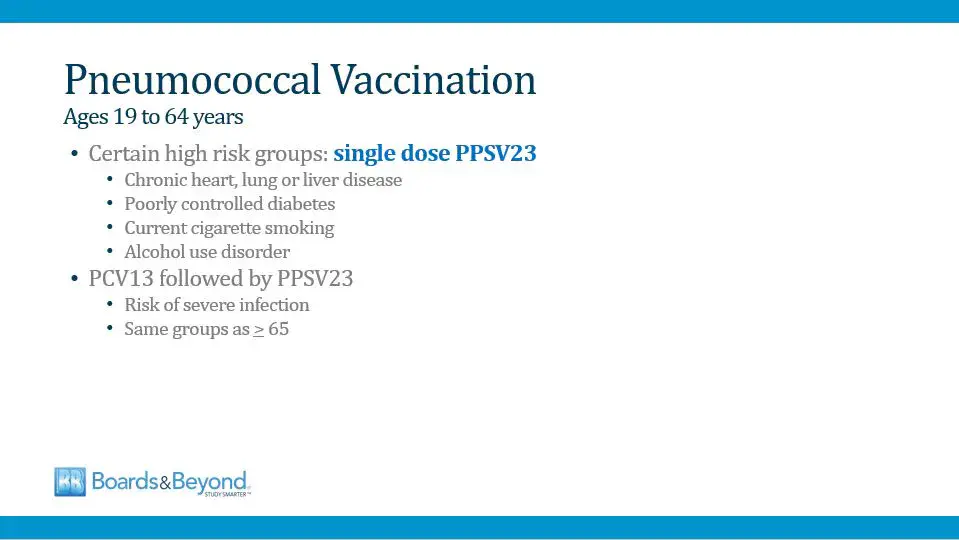 Pneumococcal Vaccination
Ages 19 to 64 years
• Certain high risk groups: single dose PPSV23
• Chronic heart, lung or liver disease
• Poorly controlled diabetes
• Current cigarette smoking
• Alcohol use disorder
• PCV13 followed by PPSV23
• Risk of severe infection
• Same groups as ≥ 65
BB Boards&Beyond
STUDY SMARTER